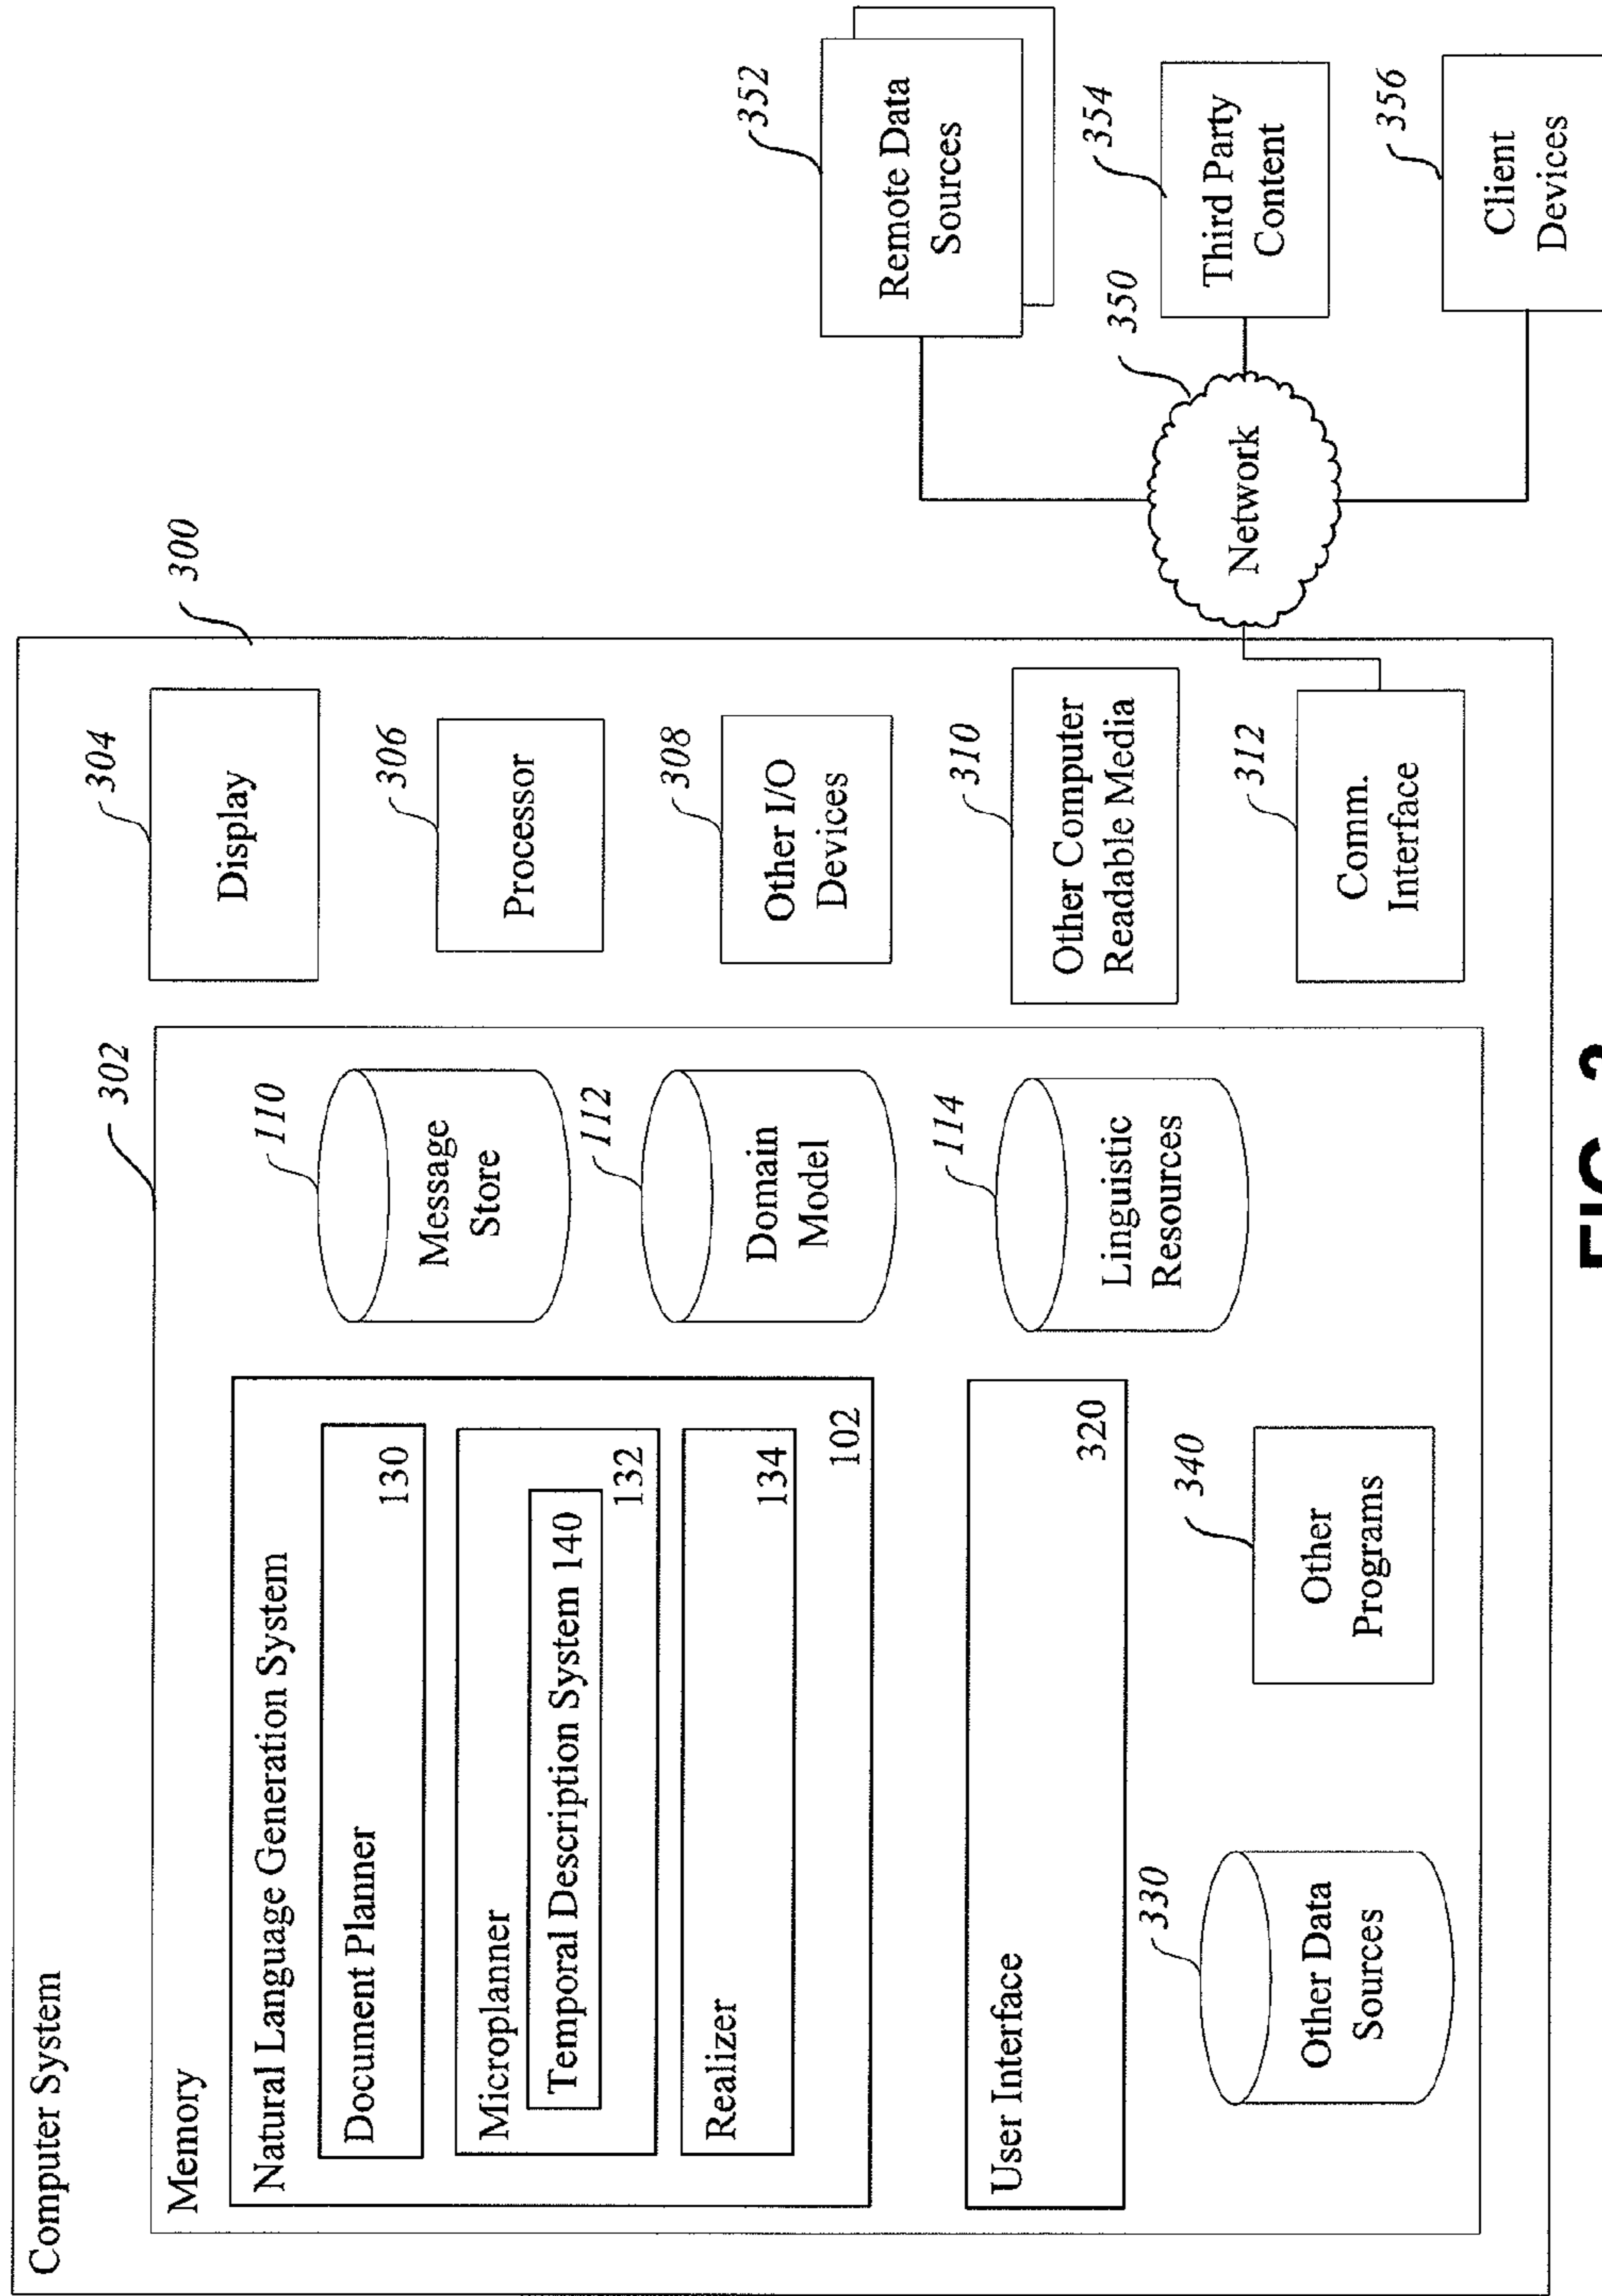 Computer System
Memory
302
304
Display
300
Natural Language Generation System
Document Planner
130
Microplanner
Temporal Description System 140
132
Realizer
134
102
110
Message
Store
112
Domain
Model
114
Linguistic
Resources
306
Processor
308
Other I/O
Devices
310
Other Computer
Readable Media
312
Comm.
Interface
User Interface
320
330
Other Data
Sources
340
Other
Programs
350
Network
352
Remote Data
Sources
354
Third Party
Content
356
Client
Devices
FIG.